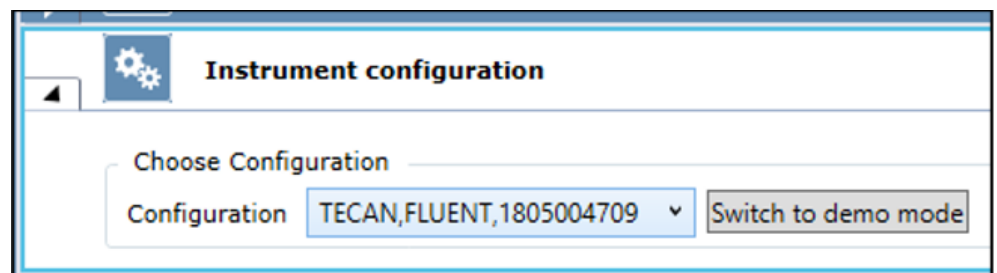 Instrument configuration
Choose Configuration
Configuration TECAN,FLUENT,1805004709 Switch to demo mode